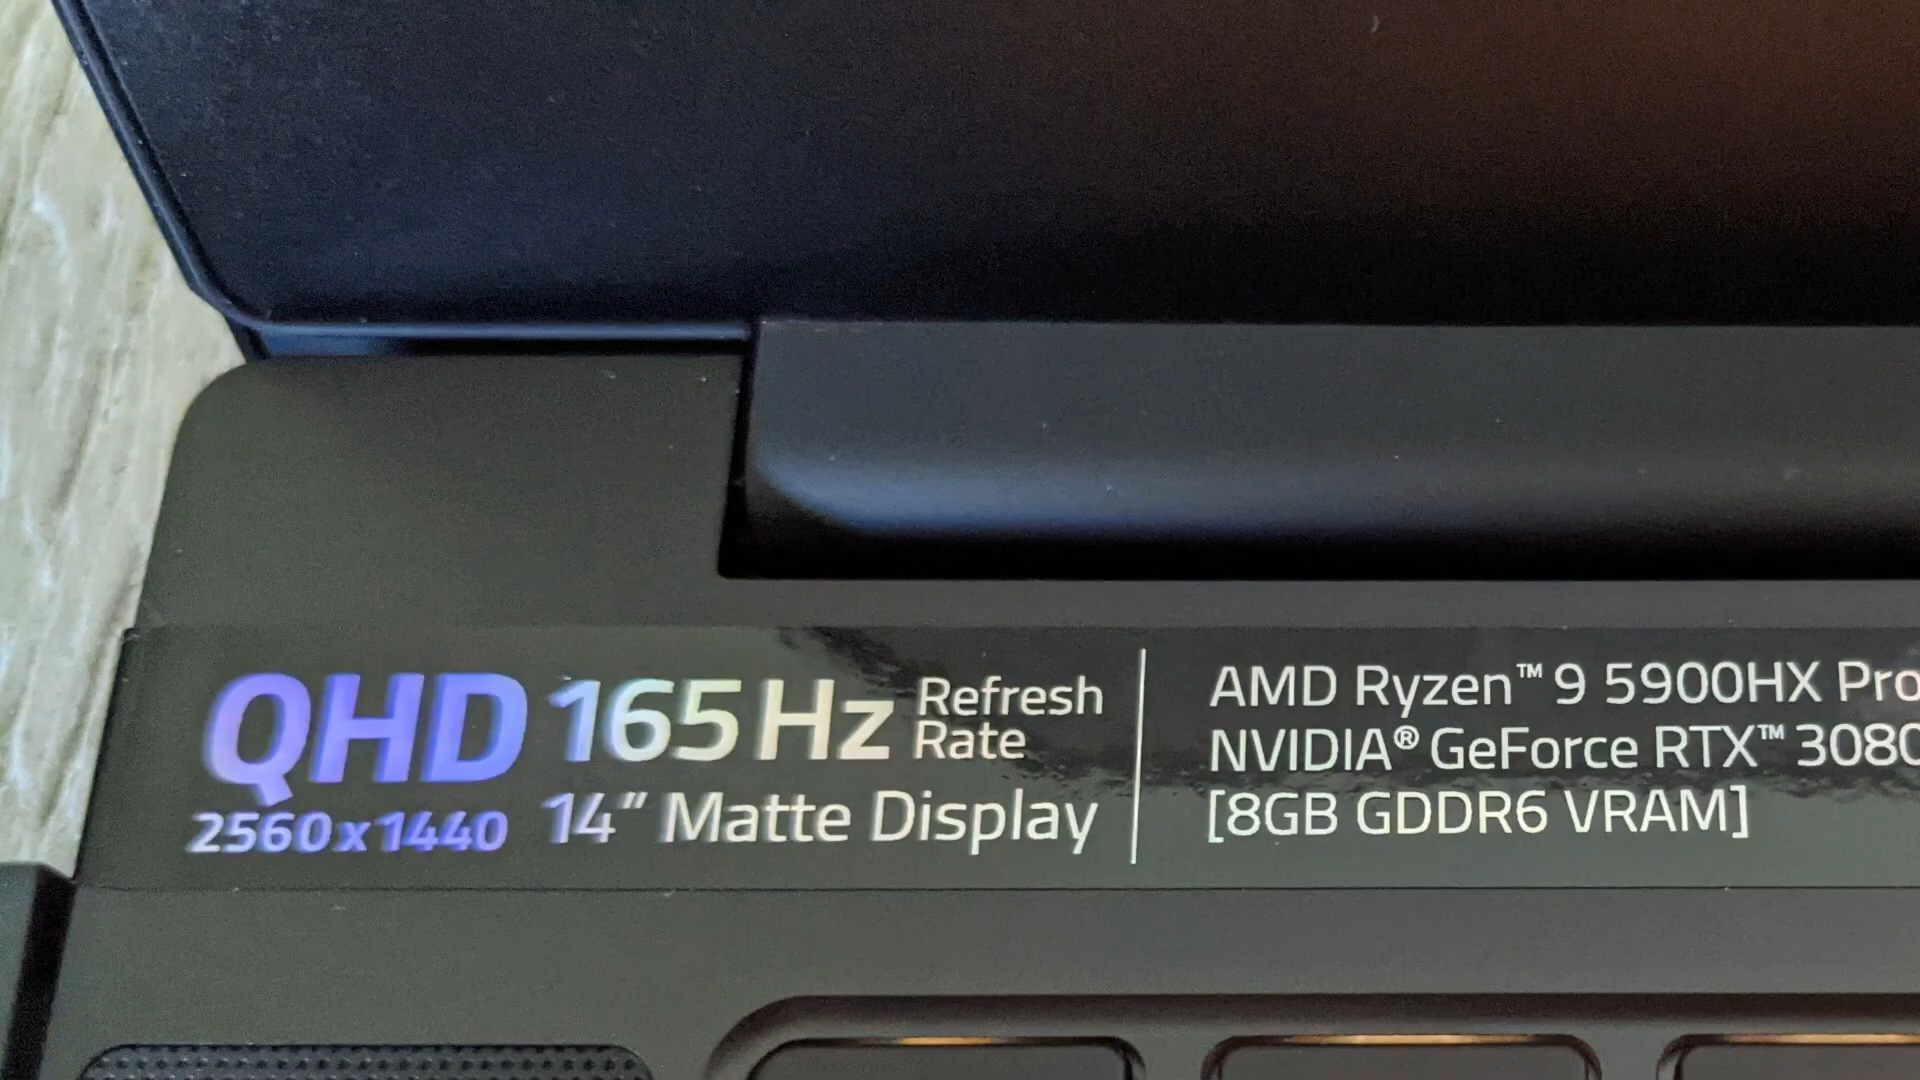 QHD 165 Hz Refresh Rate
2560x1440 14" Matte Display
AMD Ryzen™ 9 5900HX Pro
NVIDIA® GeForce RTX™ 3080
[8GB GDDR6 VRAM]